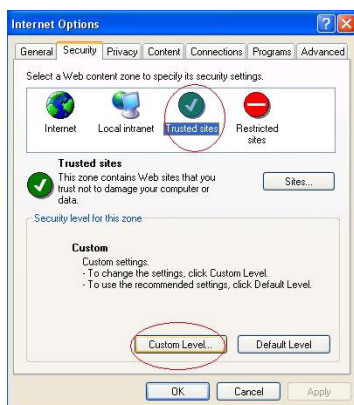 Internet Options
General Security Privacy Content Connections Programs Advanced
Select a Web content zone to specify its security settings.
Internet Local intranet Trusted sites Restricted
sites
Trusted sites
This zone contains Web sites that you
trust not to damage your computer or
data.
Sites...
Security level for this zone
Custom
Custom settings.
- To change the settings, click Custom Level.
- To use the recommended settings, click Default Level.
Custom Level... Default Level
OK Cancel Apply